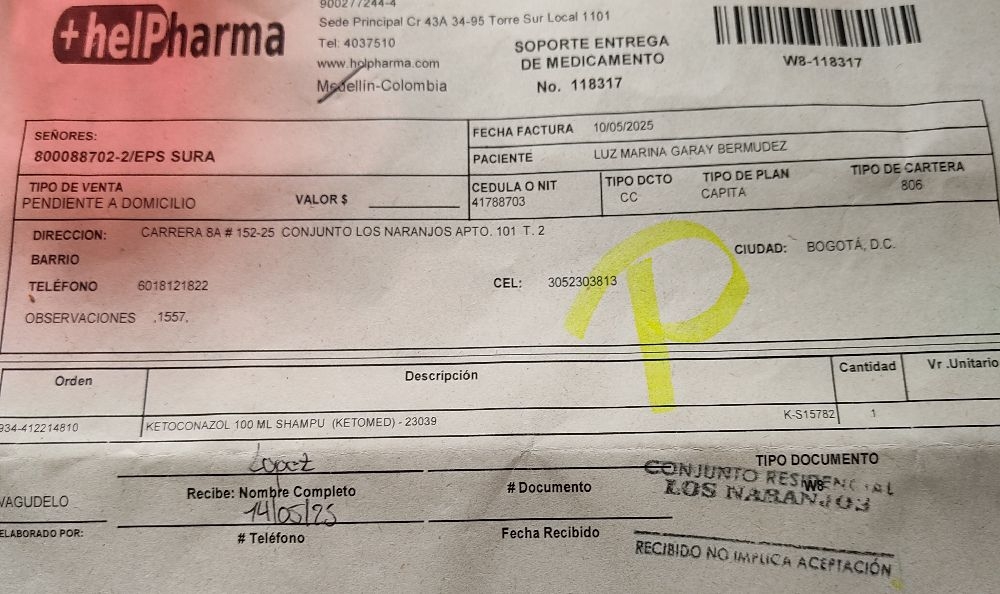 900277244-4
+helPharma
Sede Principal Cr 43A 34-95 Torre Sur Local 1101
Tel: 4037510
www.holpharma.com
Medellin-Colombia
SOPORTE ENTREGA
DE MEDICAMENTO
No. 118317
W8-118317
SEÑORES:
800088702-2/EPS SURA
FECHA FACTURA 10/05/2025
PACIENTE LUZ MARINA GARAY BERMUDEZ
TIPO DE VENTA
PENDIENTE A DOMICILIO
VALOR $
CEDULA O NIT
41788703
TIPO DCTO
CC
TIPO DE PLAN
CAPITA
TIPO DE CARTERA
806
DIRECCION: CARRERA 8A # 152-25 CONJUNTO LOS NARANJOS APTO. 101 T. 2
CIUDAD: BOGOTÁ, D.C.
BARRIO
TELÉFONO 6018121822
CEL: 3052303813
P
OBSERVACIONES ,1557,
Orden Descripción Cantidad Vr .Unitario
934-412214810 KETOCONAZOL 100 ML SHAMPU (KETOMED) - 23039 K-S15782 1
Lopez
TIPO DOCUMENTO
W8
CONJUNTO RESIDENCIAL
LOS NARANJOS
VAGUDELO
Recibe: Nombre Completo
# Documento
14/05/25
ELABORADO POR:
# Teléfono
Fecha Recibido
RECIBIDO NO IMPLICA ACEPTACIÓN